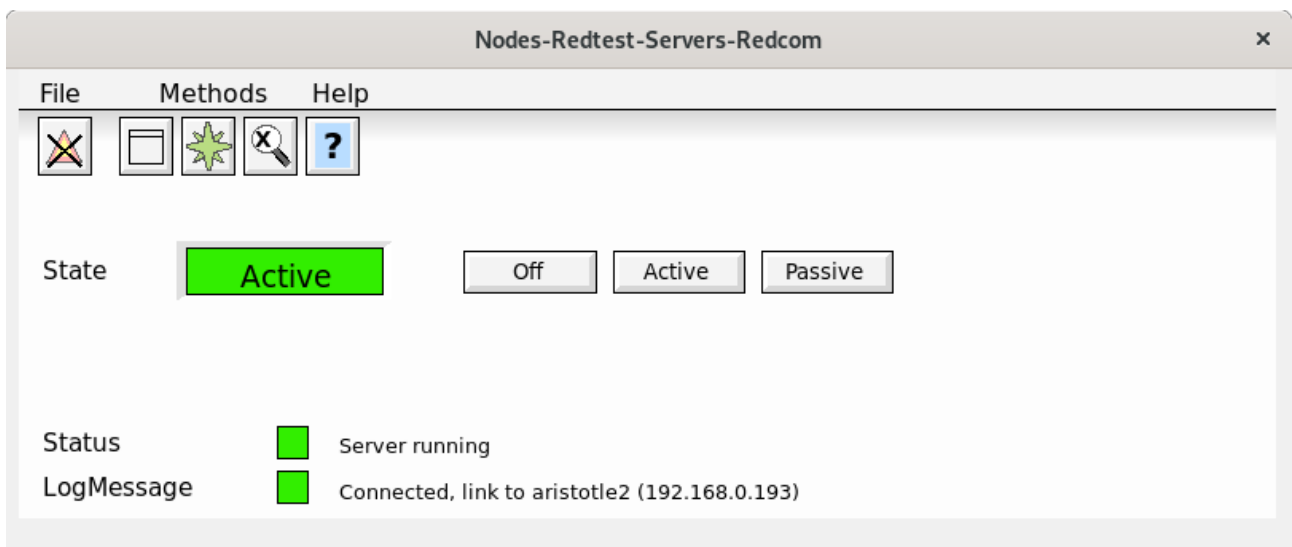 Nodes-Redtest-Servers-Redcom ×
File Methods Help
X ?
State Active Off Active Passive
Status Server running
LogMessage Connected, link to aristotle2 (192.168.0.193)